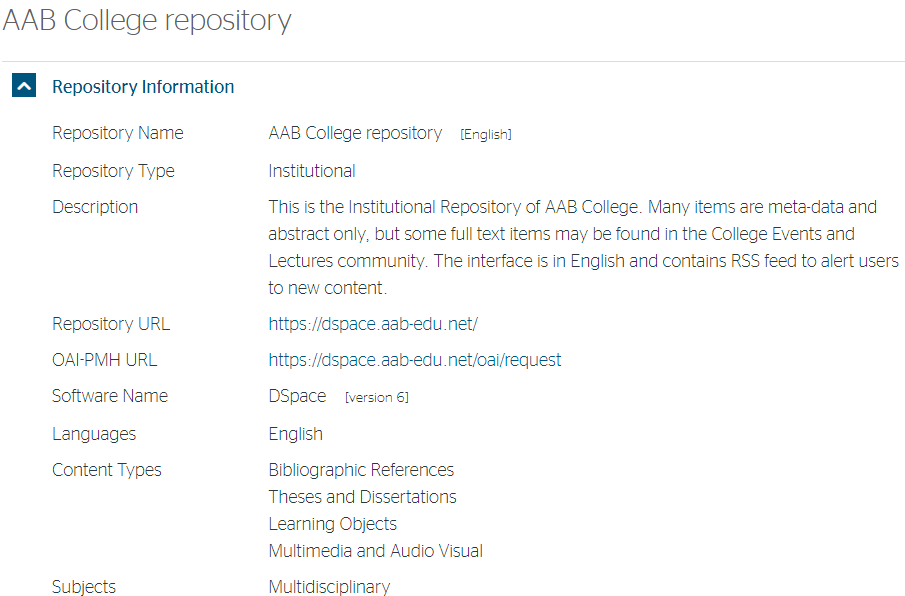 AAB College repository
Repository Information
Repository Name AAB College repository [English]
Repository Type Institutional
Description This is the Institutional Repository of AAB College. Many items are meta-data and
abstract only, but some full text items may be found in the College Events and
Lectures community. The interface is in English and contains RSS feed to alert users
to new content.
Repository URL https://dspace.aab-edu.net/
OAI-PMH URL https://dspace.aab-edu.net/oai/request
Software Name DSpace [version 6]
Languages English
Content Types Bibliographic References
Theses and Dissertations
Learning Objects
Multimedia and Audio Visual
Subjects Multidisciplinary